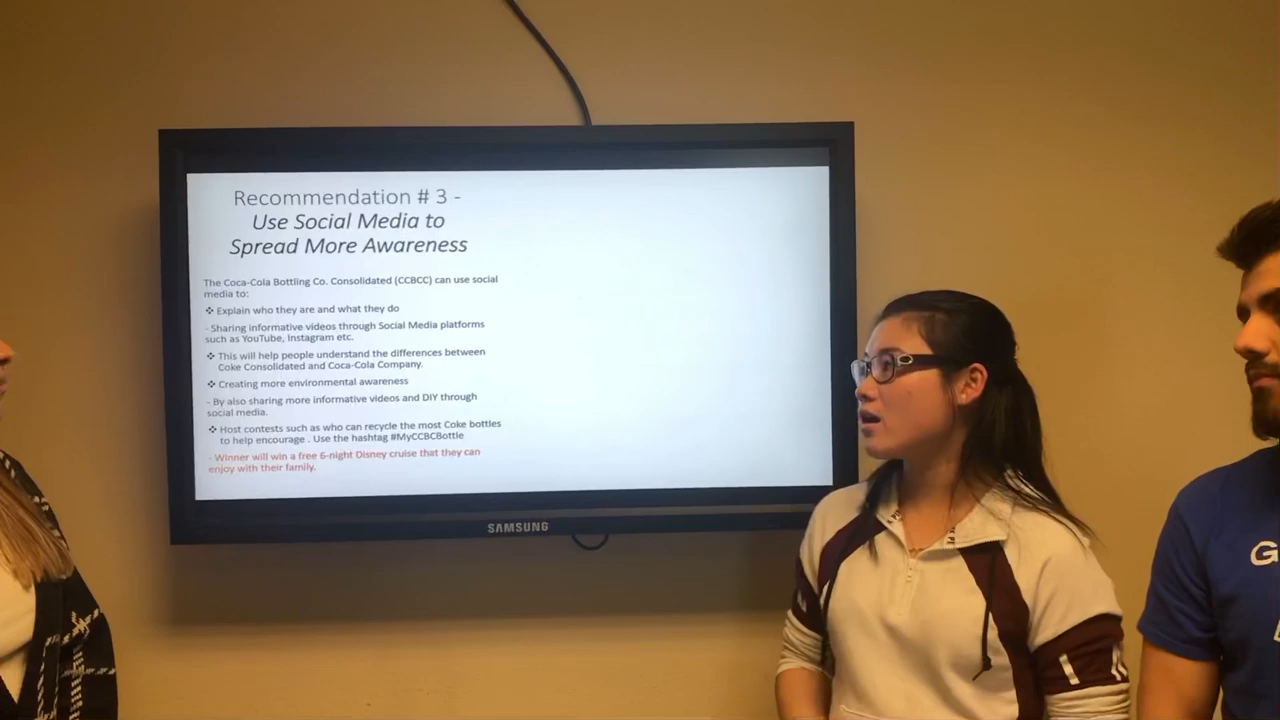 Recommendation # 3 -
Use Social Media to
Spread More Awareness
The Coca-Cola Bottling Co. Consolidated (CCBCC) can use social
media to:
❖ Explain who they are and what they do
- Sharing informative videos through Social Media platforms
such as YouTube, Instagram etc.
❖ This will help people understand the differences between
Coke Consolidated and Coca-Cola Company.
❖ Creating more environmental awareness
- By also sharing more informative videos and DIY through
social media.
❖ Host contests such as who can recycle the most Coke bottles
to help encourage . Use the hashtag #MyCCBCBottle
- Winner will win a free 6-night Disney cruise that they can
enjoy with their family.
SAMSUNG
G